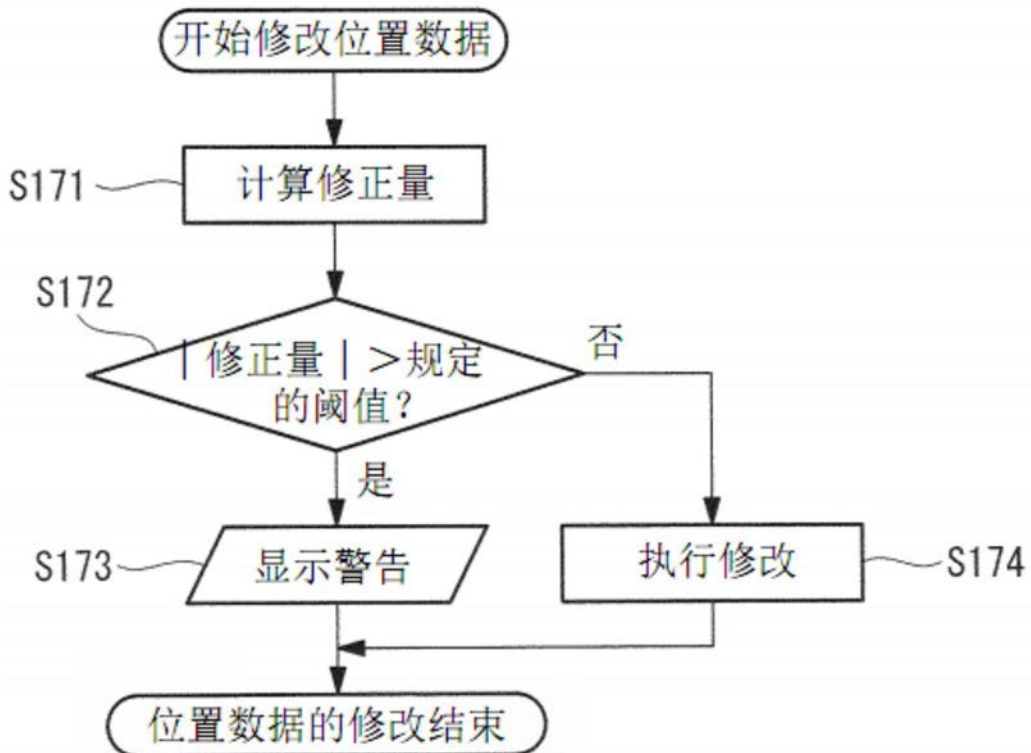 开始修改位置数据
S171
计算修正量
S172
|修正量|>规定
的阈值?
否
是
S173
显示警告
执行修改
S174
位置数据的修改结束